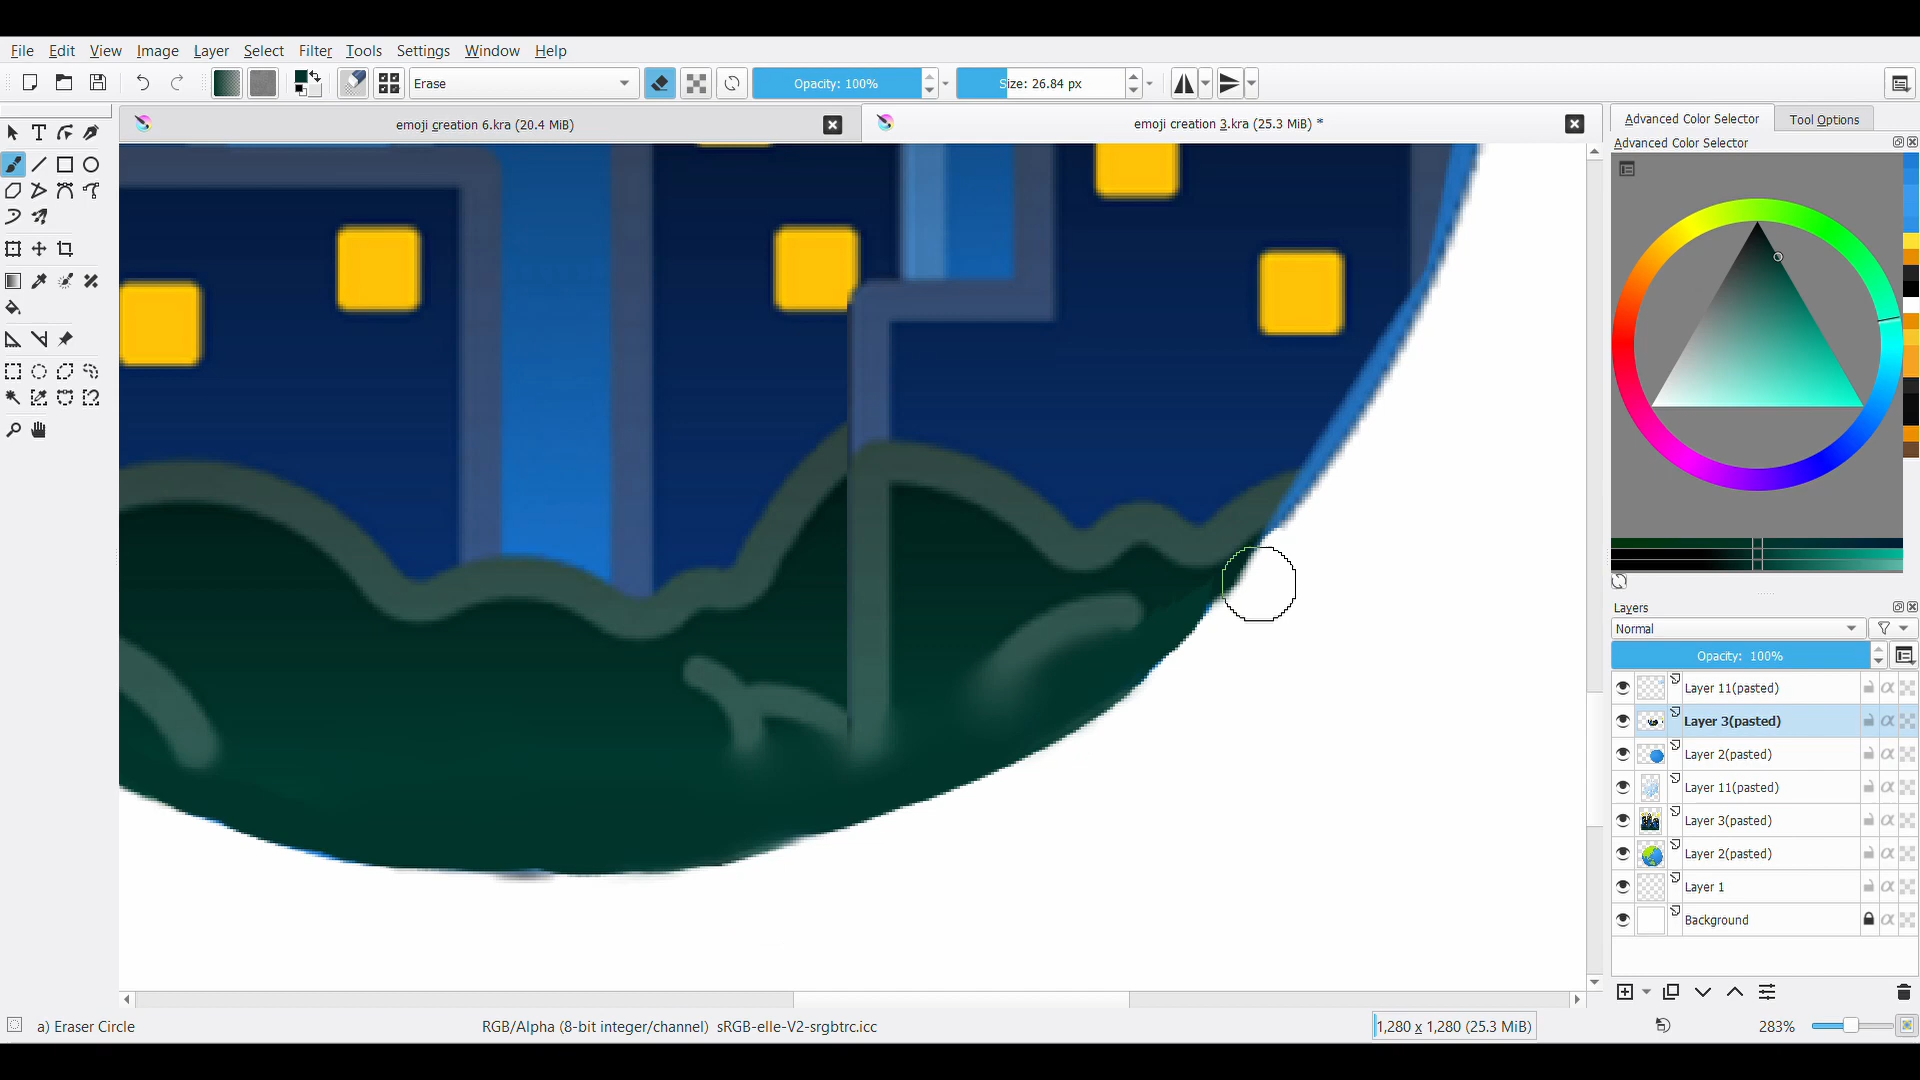 File Edit View Image Layer Select Filter Tools Settings Window Help
Erase Opacity: 100% Size: 26.84 px
emoji creation 6.kra (20.4 MiB) emoji creation 3.kra (25.3 MiB) *
Advanced Color Selector Tool Options
Advanced Color Selector
Layers
Normal
Opacity: 100%
Layer 11(pasted)
Layer 3(pasted)
Layer 2(pasted)
Layer 11(pasted)
Layer 3(pasted)
Layer 2(pasted)
Layer 1
Background
a) Eraser Circle RGB/Alpha (8-bit integer/channel) sRGB-elle-V2-srgbtrc.icc 1,280 x 1,280 (25.3 MiB) 283%